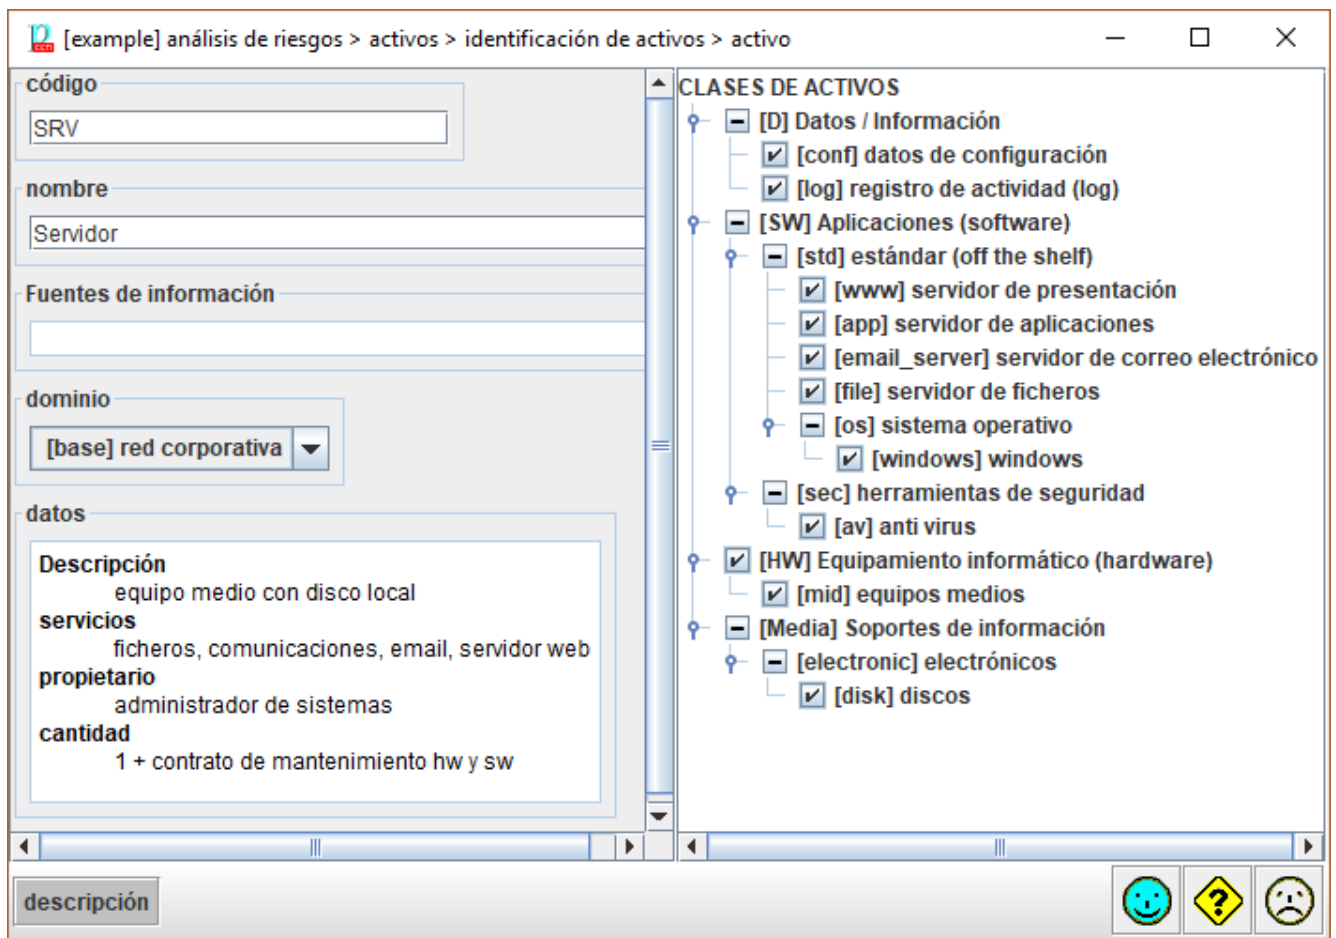 [example] análisis de riesgos > activos > identificación de activos > activo
código
SRV
nombre
Servidor
Fuentes de información
dominio
[base] red corporativa
datos
Descripción
equipo medio con disco local
servicios
ficheros, comunicaciones, email, servidor web
propietario
administrador de sistemas
cantidad
1 + contrato de mantenimiento hw y sw
CLASES DE ACTIVOS
[D] Datos / Información
[conf] datos de configuración
[log] registro de actividad (log)
[SW] Aplicaciones (software)
[std] estándar (off the shelf)
[www] servidor de presentación
[app] servidor de aplicaciones
[email_server] servidor de correo electrónico
[file] servidor de ficheros
[os] sistema operativo
[windows] windows
[sec] herramientas de seguridad
[av] anti virus
[HW] Equipamiento informático (hardware)
[mid] equipos medios
[Media] Soportes de información
[electronic] electrónicos
[disk] discos
descripción